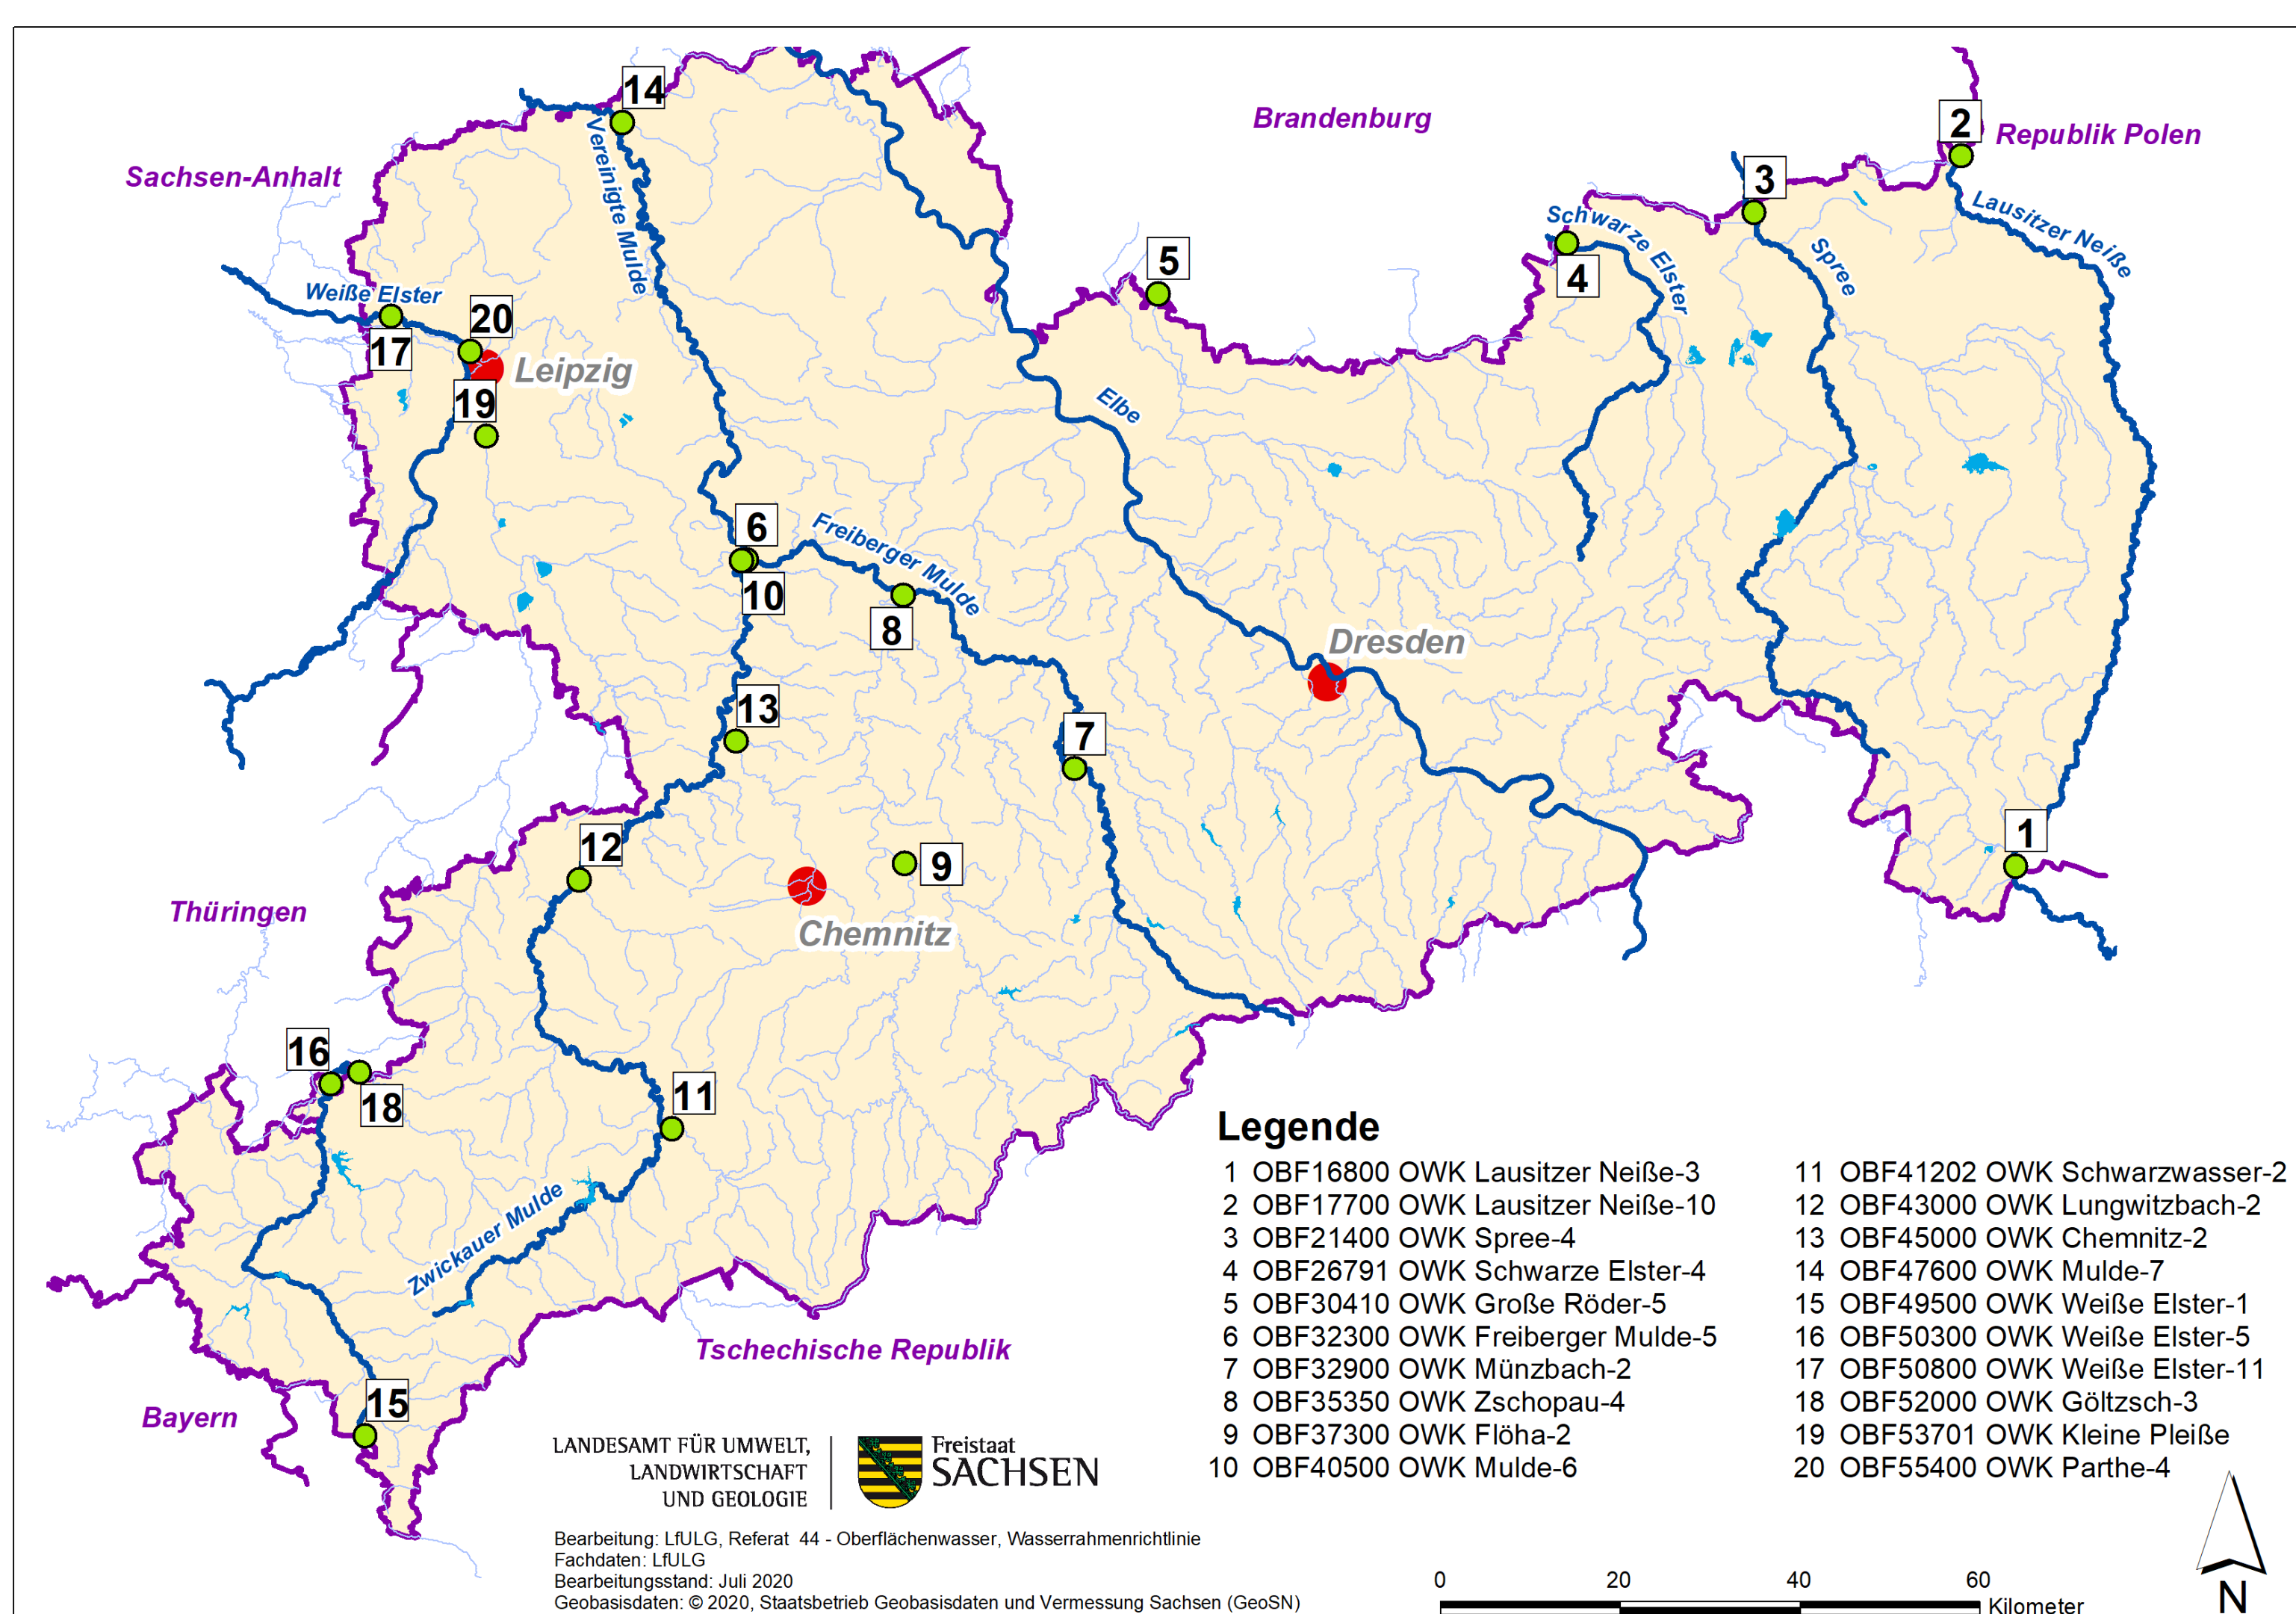 14
Brandenburg
2
Republik Polen
Sachsen-Anhalt
3
Vereinigte Mulde
Lausitzer Neiße
Schwarze Elster
Spree
5
4
Weiße Elster
20
17
Leipzig
19
Elbe
6
Freiberger Mulde
10
8
Dresden
13
7
12
1
9
Thüringen
Chemnitz
16
18
11
Zwickauer Mulde
Tschechische Republik
15
Bayern
Legende
1 OBF16800 OWK Lausitzer Neiße-3
2 OBF17700 OWK Lausitzer Neiße-10
3 OBF21400 OWK Spree-4
4 OBF26791 OWK Schwarze Elster-4
5 OBF30410 OWK Große Röder-5
6 OBF32300 OWK Freiberger Mulde-5
7 OBF32900 OWK Münzbach-2
8 OBF35350 OWK Zschopau-4
9 OBF37300 OWK Flöha-2
10 OBF40500 OWK Mulde-6
11 OBF41202 OWK Schwarzwasser-2
12 OBF43000 OWK Lungwitzbach-2
13 OBF45000 OWK Chemnitz-2
14 OBF47600 OWK Mulde-7
15 OBF49500 OWK Weiße Elster-1
16 OBF50300 OWK Weiße Elster-5
17 OBF50800 OWK Weiße Elster-11
18 OBF52000 OWK Göltzsch-3
19 OBF53701 OWK Kleine Pleiße
20 OBF55400 OWK Parthe-4
LANDESAMT FÜR UMWELT,
LANDWIRTSCHAFT
UND GEOLOGIE
Freistaat
SACHSEN
Bearbeitung: LfULG, Referat 44 - Oberflächenwasser, Wasserrahmenrichtlinie
Fachdaten: LfULG
Bearbeitungsstand: Juli 2020
Geobasisdaten: © 2020, Staatsbetrieb Geobasisdaten und Vermessung Sachsen (GeoSN)
0 20 40 60
Kilometer
N